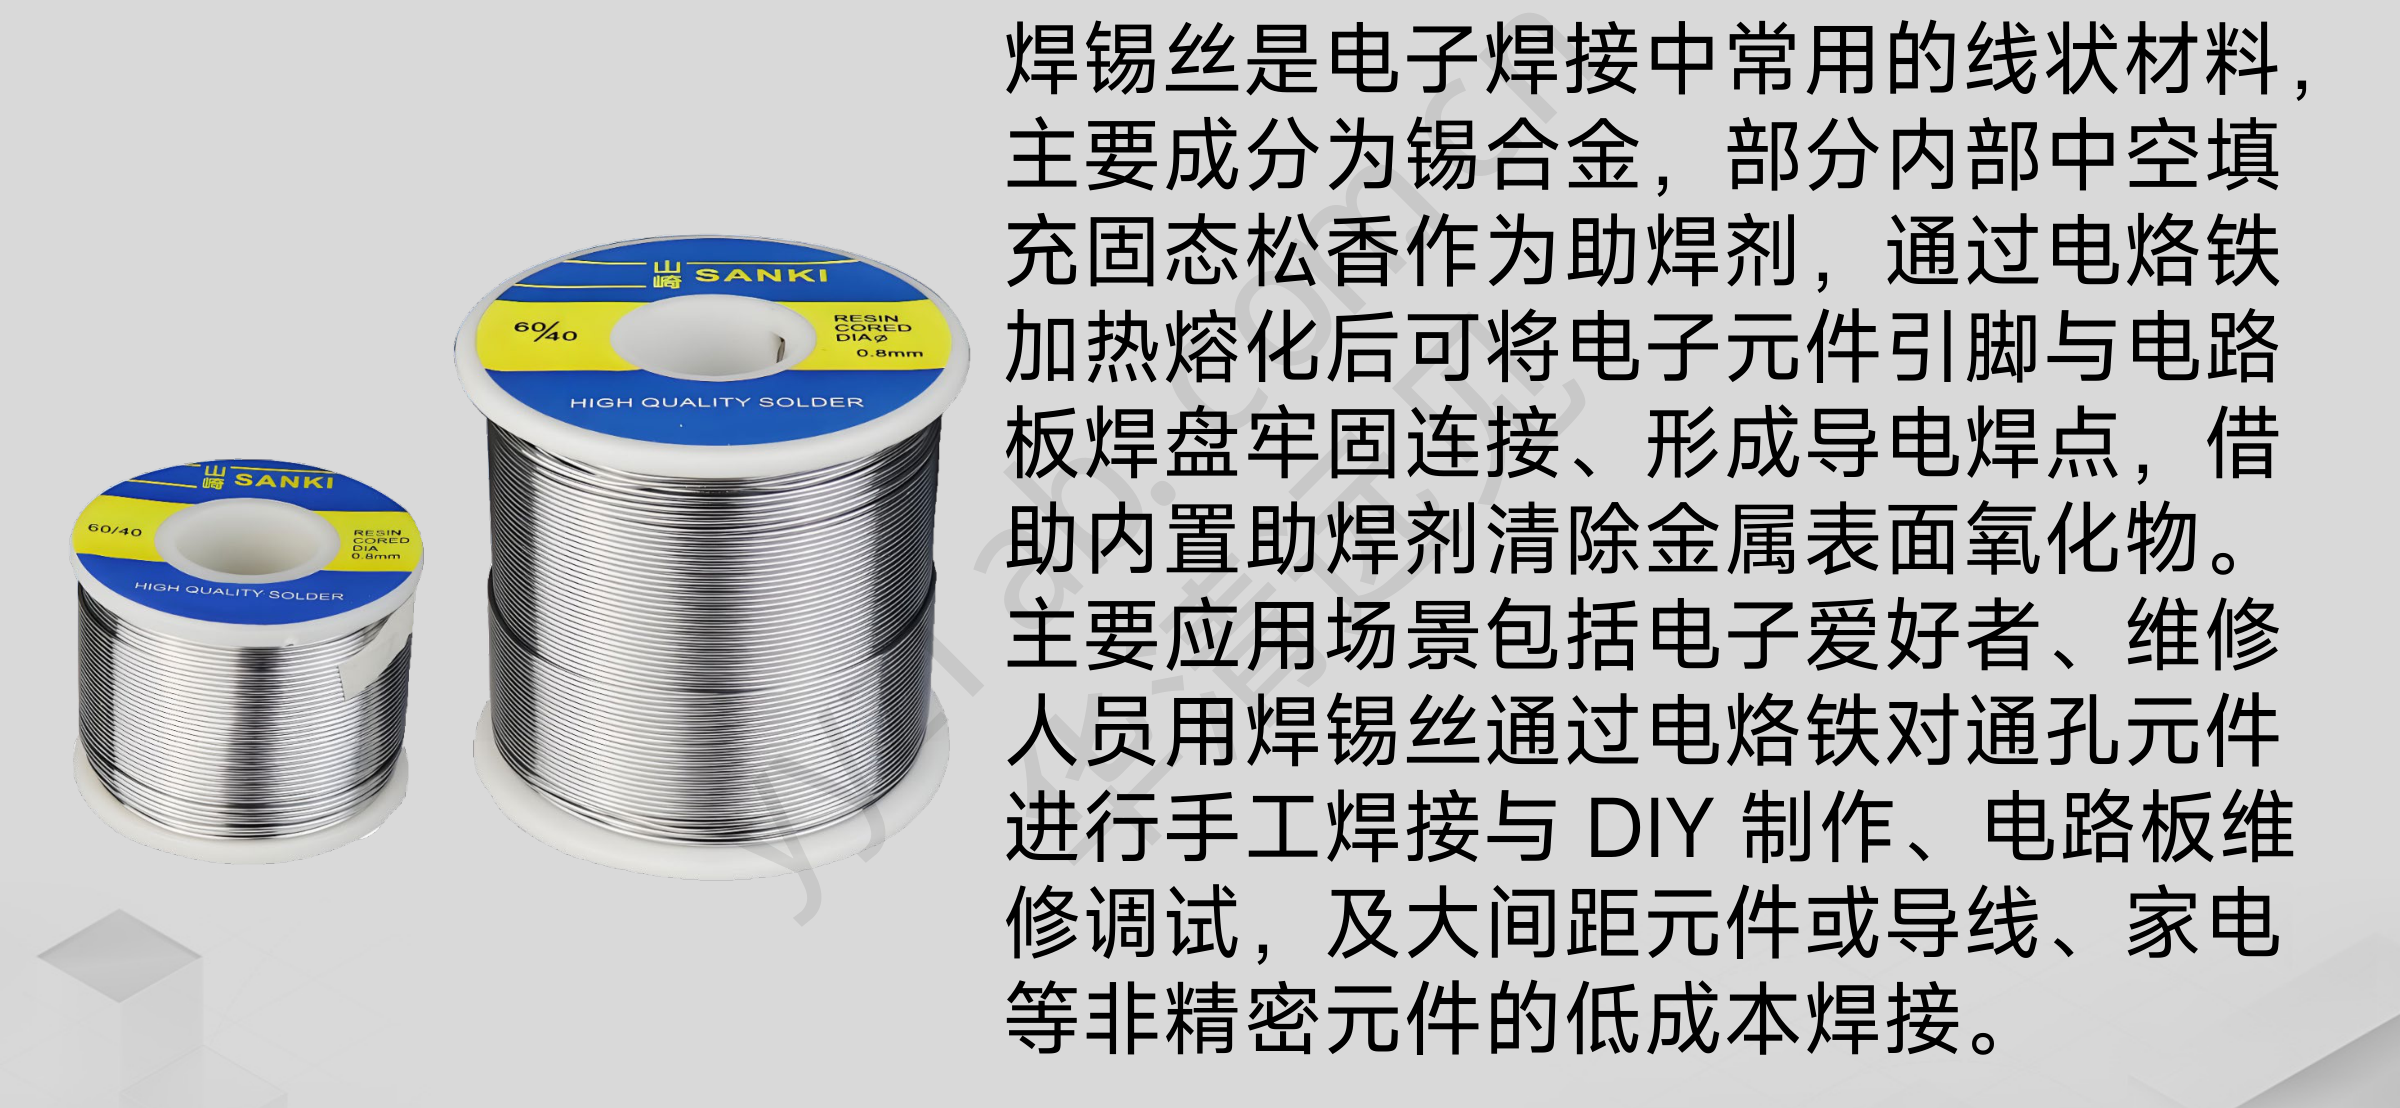 焊锡丝是电子焊接中常用的线状材料，
主要成分为锡合金，部分内部中空填
充固态松香作为助焊剂，通过电烙铁
加热熔化后可将电子元件引脚与电路
板焊盘牢固连接、形成导电焊点，借
助内置助焊剂清除金属表面氧化物。
主要应用场景包括电子爱好者、维修
人员用焊锡丝通过电烙铁对通孔元件
进行手工焊接与 DIY 制作、电路板维
修调试，及大间距元件或导线、家电
等非精密元件的低成本焊接。
山崎 SANKI
60/40
RESIN
CORED
DIAØ
0.8mm
HIGH QUALITY SOLDER
山崎 SANKI
60/40
RESIN
CORED
DIA
0.8mm
HIGH QUALITY SOLDER
华清远见